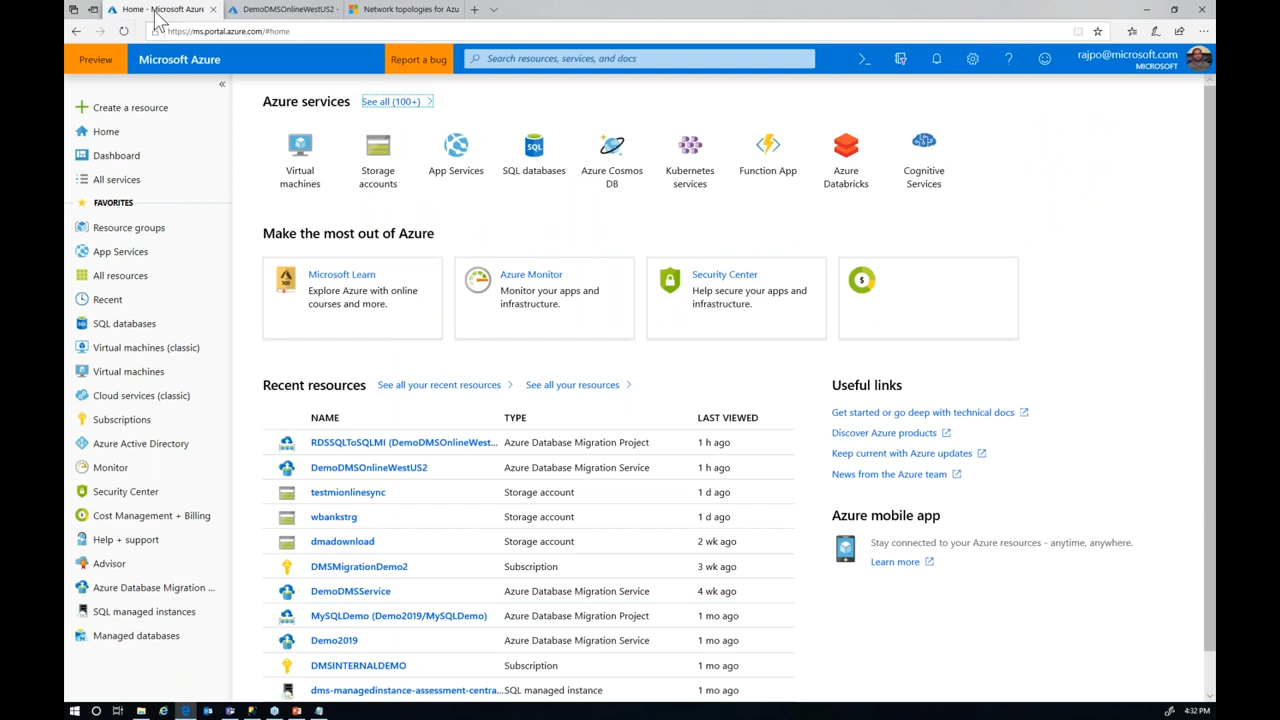 Home - Microsoft Azure
DemoDMSOnlineWestUS2 -
Network topologies for Azu
https://ms.portal.azure.com/#home
Preview
Microsoft Azure
Report a bug
Search resources, services, and docs
rajpo@microsoft.com
MICROSOFT
Create a resource
Home
Dashboard
All services
FAVORITES
Resource groups
App Services
All resources
Recent
SQL databases
Virtual machines (classic)
Virtual machines
Cloud services (classic)
Subscriptions
Azure Active Directory
Monitor
Security Center
Cost Management + Billing
Help + support
Advisor
Azure Database Migration ...
SQL managed instances
Managed databases
Azure services See all (100+)
Virtual machines
Storage accounts
App Services
SQL databases
Azure Cosmos DB
Kubernetes services
Function App
Azure Databricks
Cognitive Services
Make the most out of Azure
Microsoft Learn
Explore Azure with online
courses and more.
Azure Monitor
Monitor your apps and
infrastructure.
Security Center
Help secure your apps and
infrastructure.
Recent resources See all your recent resources See all your resources
NAME TYPE LAST VIEWED
RDSSQLToSQLMI (DemoDMSOnlineWest... Azure Database Migration Project 1 h ago
DemoDMSOnlineWestUS2 Azure Database Migration Service 1 h ago
testmionlinesync Storage account 1 d ago
wbankstrg Storage account 1 d ago
dmadownload Storage account 2 wk ago
DMSMigrationDemo2 Subscription 3 wk ago
DemoDMSService Azure Database Migration Service 4 wk ago
MySQLDemo (Demo2019/MySQLDemo) Azure Database Migration Project 1 mo ago
Demo2019 Azure Database Migration Service 1 mo ago
DMSINTERNALDEMO Subscription 1 mo ago
dms-managedinstance-assessment-centra... SQL managed instance 1 mo ago
Useful links
Get started or go deep with technical docs
Discover Azure products
Keep current with Azure updates
News from the Azure team
Azure mobile app
Stay connected to your Azure resources - anytime, anywhere.
Learn more
4:32 PM